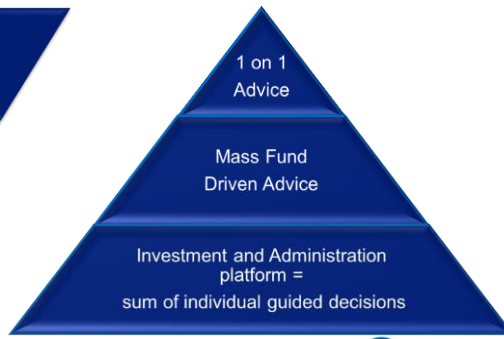 1 on 1
Advice
Mass Fund
Driven Advice
Investment and Administration
platform =
sum of individual guided decisions